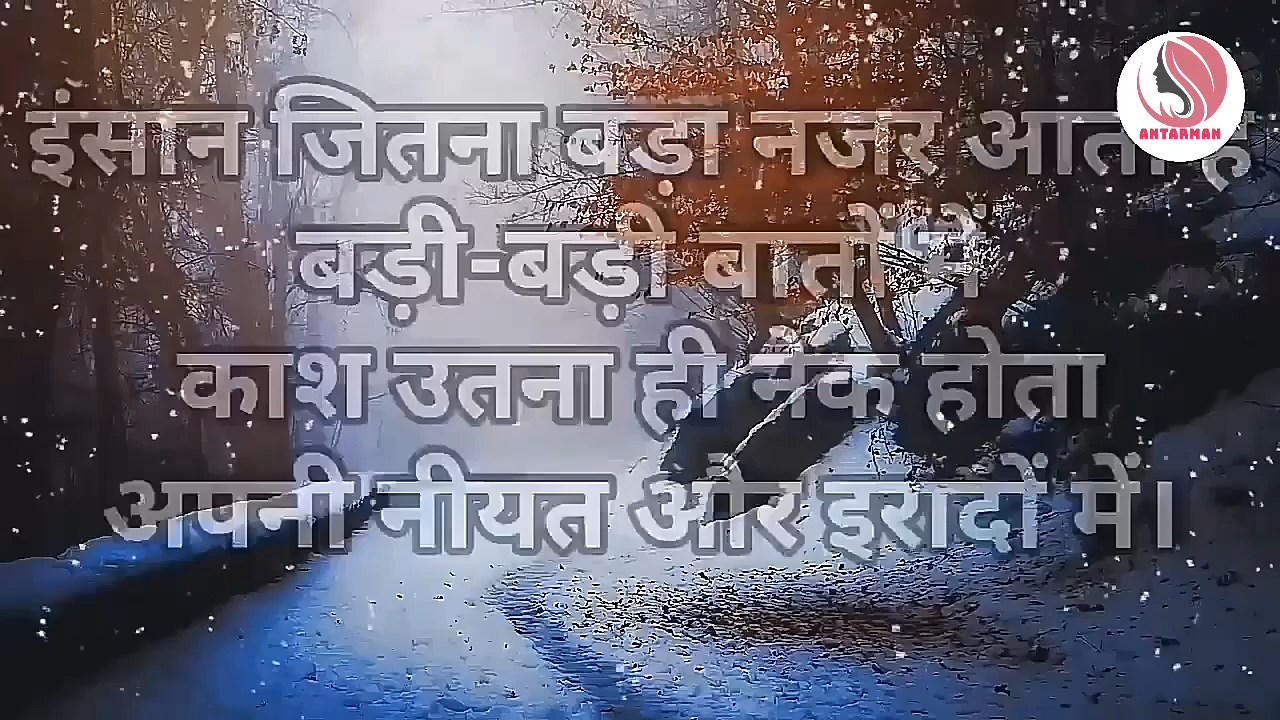 इंसान जितना बड़ा नजर आता है
बड़ी-बड़ी बातों में
काश उतना ही नेक होता
अपनी नीयत और इरादों में।
ANTARMAN